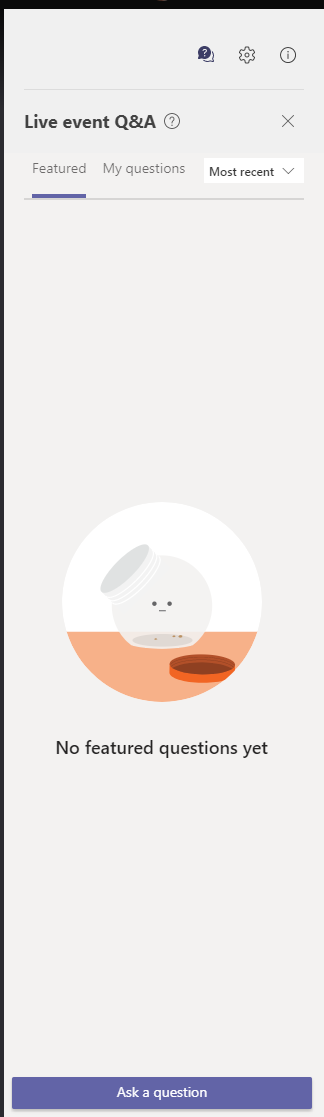 Live event Q&A
Featured My questions Most recent
No featured questions yet
Ask a question